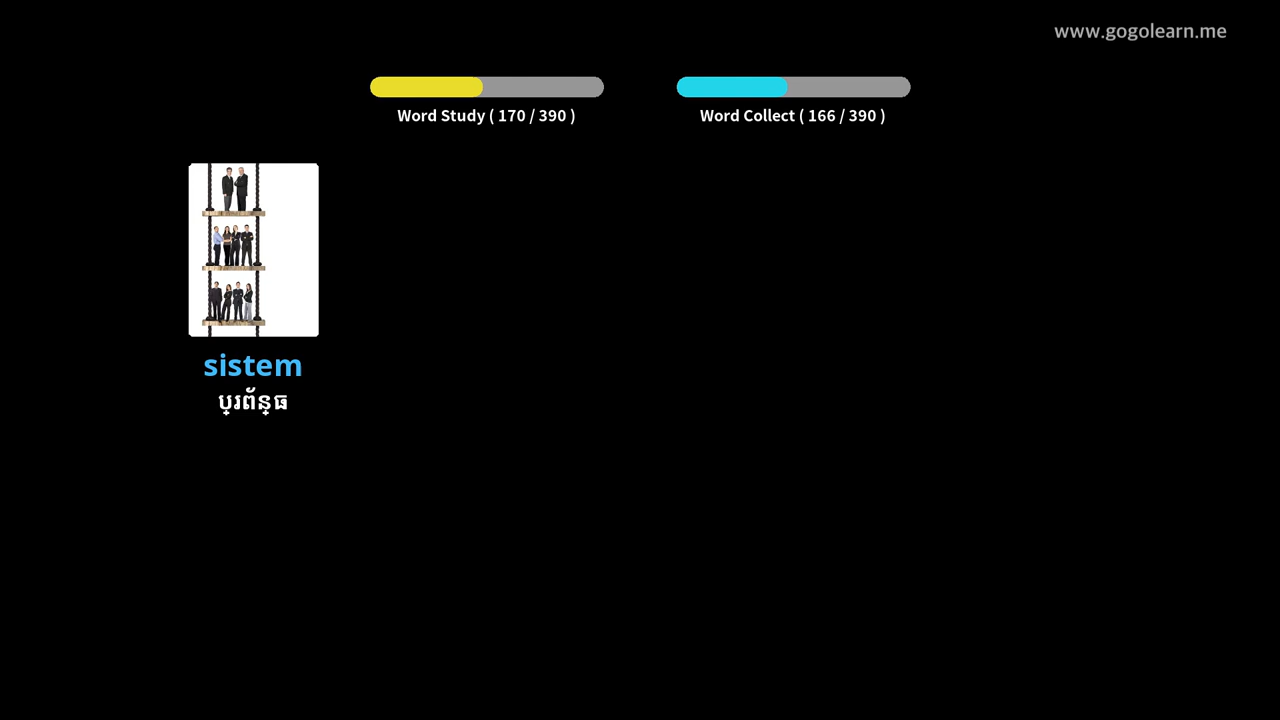 www.gogolearn.me
Word Study ( 170 / 390 )
Word Collect ( 166 / 390 )
sistem
ប្រព័ន្ធ